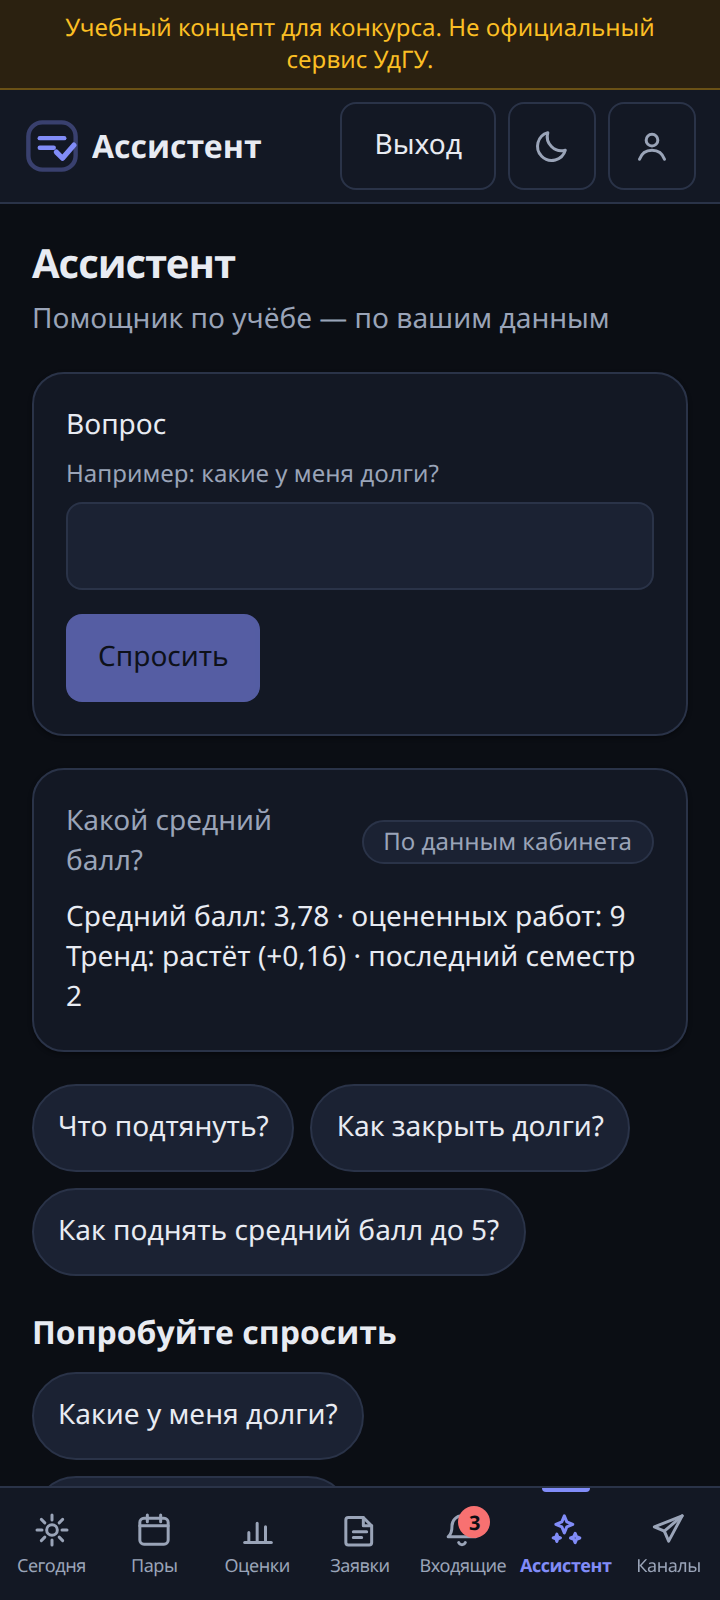 Учебный концепт для конкурса. Не официальный
сервис УдГУ.
Ассистент
Выход
Ассистент
Помощник по учёбе — по вашим данным
Вопрос
Например: какие у меня долги?
Спросить
Какой средний
балл?
По данным кабинета
Средний балл: 3,78 · оцененных работ: 9
Тренд: растёт (+0,16) · последний семестр
2
Что подтянуть?
Как закрыть долги?
Как поднять средний балл до 5?
Попробуйте спросить
Какие у меня долги?
3
Сегодня
Пары
Оценки
Заявки
Входящие
Ассистент
Каналы